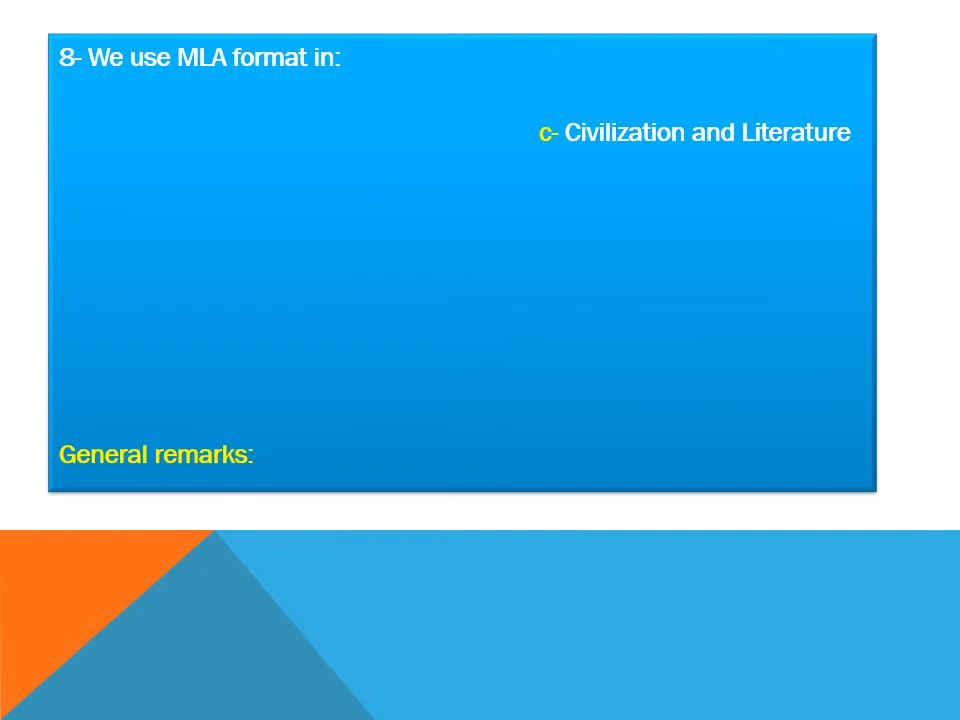 8- We use MLA format in:
c- Civilization and Literature
General remarks: